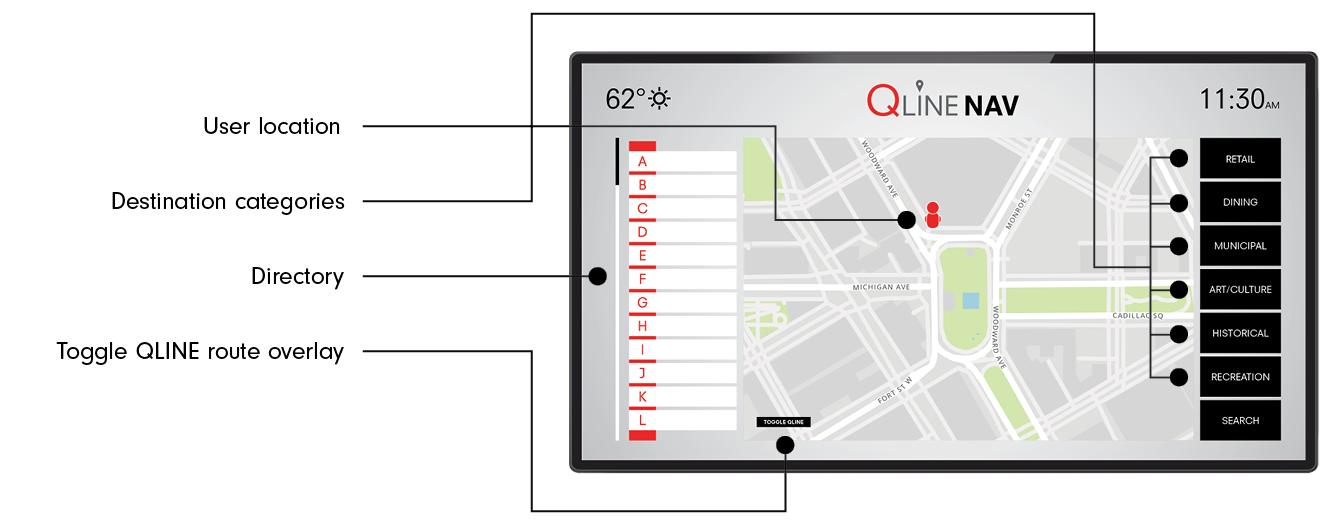 User location
Destination categories
Directory
Toggle QLINE route overlay
62°
QLINE NAV
11:30AM
A
B
C
D
E
F
G
H
I
J
K
L
WOODWARD AVE
MONROE ST
MICHIGAN AVE
CADILLAC SQ
WOODWARD AVE
FORT ST W
TOGGLE QLINE
RETAIL
DINING
MUNICIPAL
ART/CULTURE
HISTORICAL
RECREATION
SEARCH